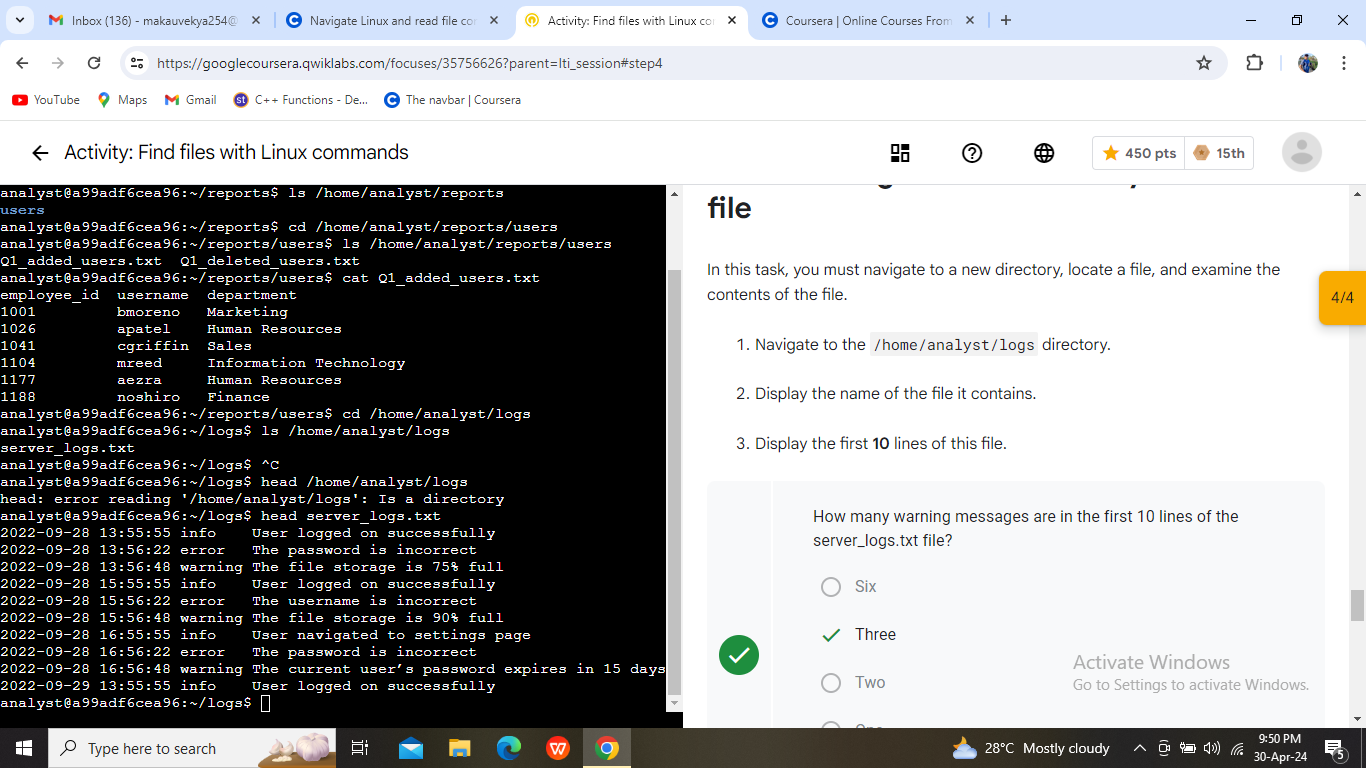 Inbox (136) - makauvekya254@
Navigate Linux and read file co
Activity: Find files with Linux co
Coursera | Online Courses From
https://googlecoursera.qwiklabs.com/focuses/35756626?parent=lti_session#step4
YouTube
Maps
Gmail
st
C++ Functions - De...
The navbar | Coursera
Activity: Find files with Linux commands
450 pts
15th
analyst@a99adf6cea96:~/reports$ ls /home/analyst/reports
users
analyst@a99adf6cea96:~/reports$ cd /home/analyst/reports/users
analyst@a99adf6cea96:~/reports/users$ ls /home/analyst/reports/users
Q1_added_users.txt  Q1_deleted_users.txt
analyst@a99adf6cea96:~/reports/users$ cat Q1_added_users.txt
employee_id  username  department
1001         bmoreno   Marketing
1026         apatel    Human Resources
1041         cgriffin  Sales
1104         mreed     Information Technology
1177         aezra     Human Resources
1188         noshiro   Finance
analyst@a99adf6cea96:~/reports/users$ cd /home/analyst/logs
analyst@a99adf6cea96:~/logs$ ls /home/analyst/logs
server_logs.txt
analyst@a99adf6cea96:~/logs$ ^C
analyst@a99adf6cea96:~/logs$ head /home/analyst/logs
head: error reading '/home/analyst/logs': Is a directory
analyst@a99adf6cea96:~/logs$ head server_logs.txt
2022-09-28 13:55:55 info    User logged on successfully
2022-09-28 13:56:22 error   The password is incorrect
2022-09-28 13:56:48 warning The file storage is 75% full
2022-09-28 15:55:55 info    User logged on successfully
2022-09-28 15:56:22 error   The username is incorrect
2022-09-28 15:56:48 warning The file storage is 90% full
2022-09-28 16:55:55 info    User navigated to settings page
2022-09-28 16:56:22 error   The password is incorrect
2022-09-28 16:56:48 warning The current user’s password expires in 15 days
2022-09-29 13:55:55 info    User logged on successfully
analyst@a99adf6cea96:~/logs$
file
In this task, you must navigate to a new directory, locate a file, and examine the
contents of the file.
1. Navigate to the /home/analyst/logs directory.
2. Display the name of the file it contains.
3. Display the first 10 lines of this file.
4/4
How many warning messages are in the first 10 lines of the
server_logs.txt file?
Six
Three
Two
Activate Windows
Go to Settings to activate Windows.
Type here to search
28°C Mostly cloudy
9:50 PM
30-Apr-24
5